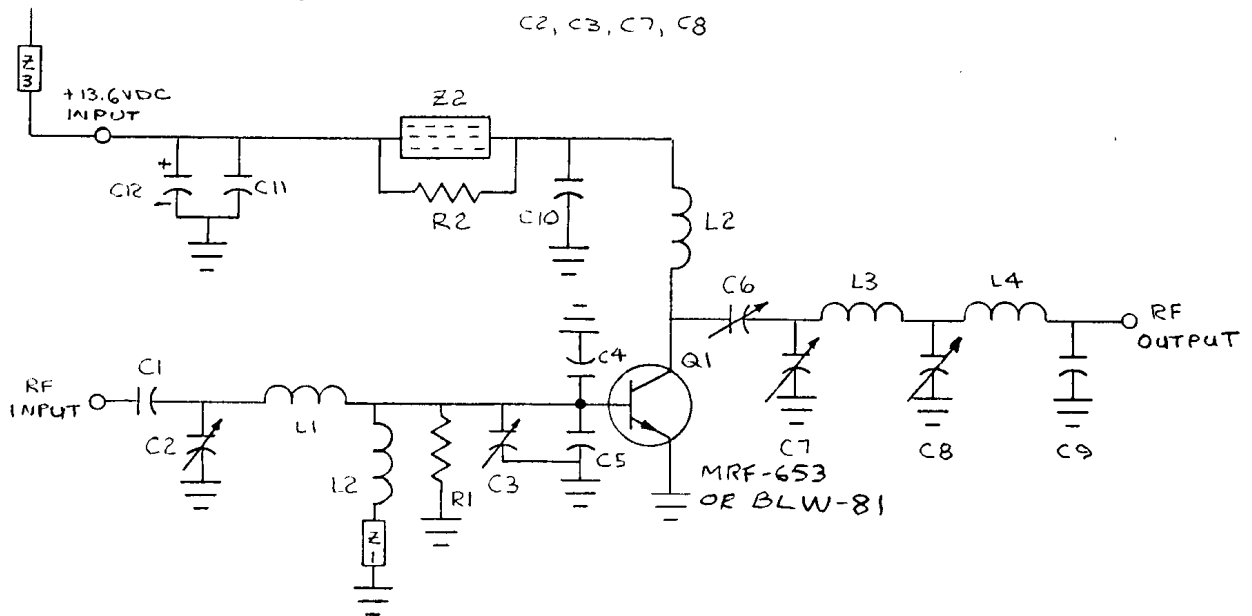 C2, C3, C7, C8
Z3
+13.6VDC
INPUT
Z2
C12
+
-
C11
R2
C10
L2
C6
L3
L4
RF
OUTPUT
C4
Q1
C1
RF
INPUT
C2
L1
L2
R1
C3
C5
C7
C8
C9
MRF-653
OR BLW-81
Z1